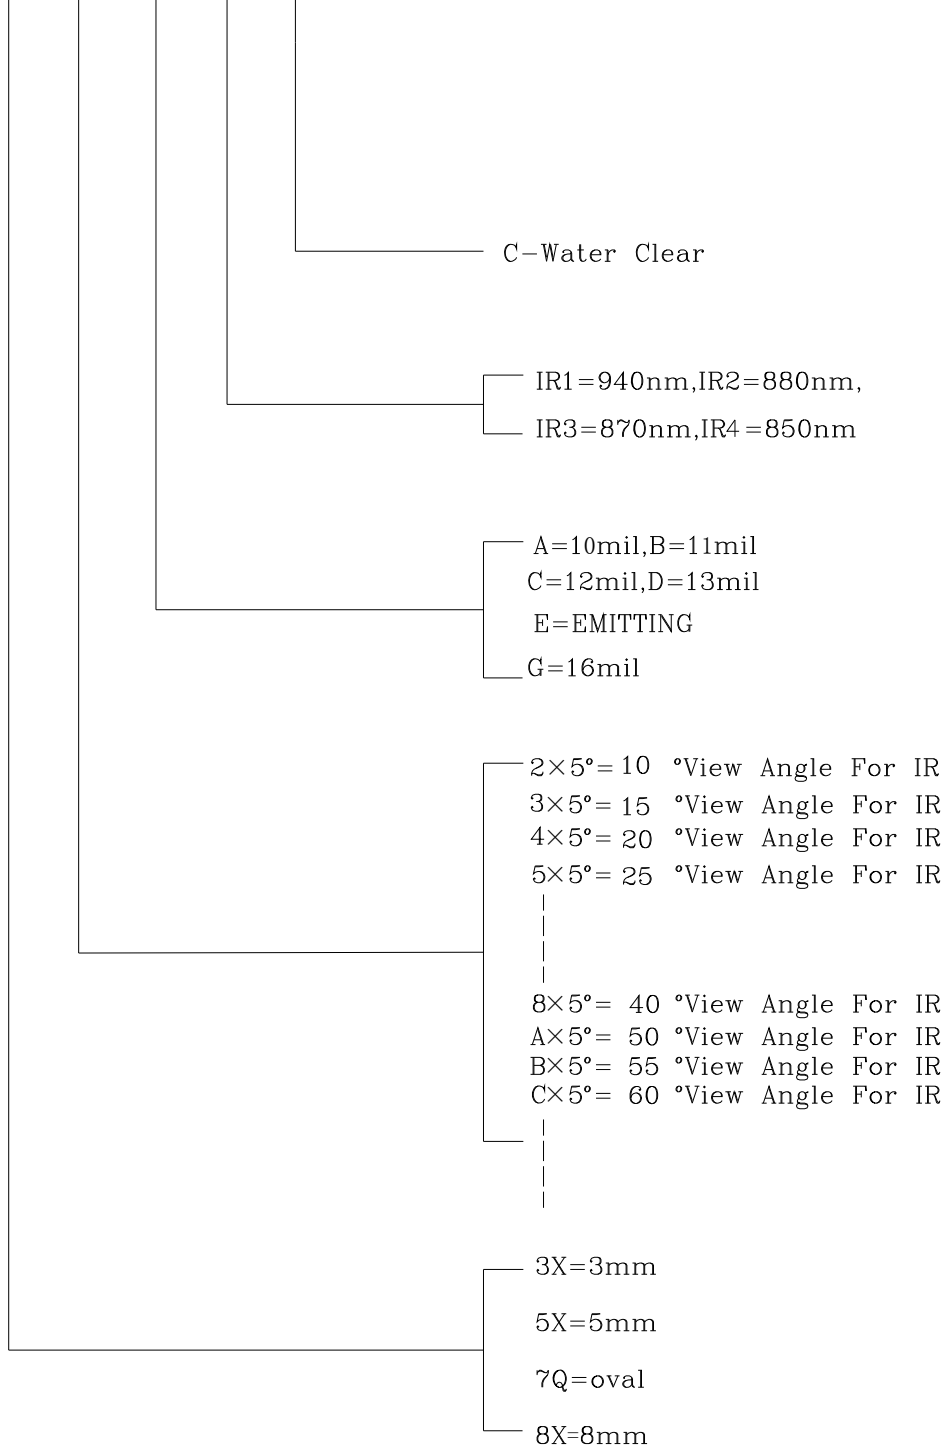 C-Water Clear
IR1=940nm,IR2=880nm,
IR3=870nm,IR4=850nm
A=10mil,B=11mil
C=12mil,D=13mil
E=EMITTING
G=16mil
2×5°= 10 °View Angle For IR
3×5°= 15 °View Angle For IR
4×5°= 20 °View Angle For IR
5×5°= 25 °View Angle For IR
8×5°= 40 °View Angle For IR
A×5°= 50 °View Angle For IR
B×5°= 55 °View Angle For IR
C×5°= 60 °View Angle For IR
3X=3mm
5X=5mm
7Q=oval
8X=8mm